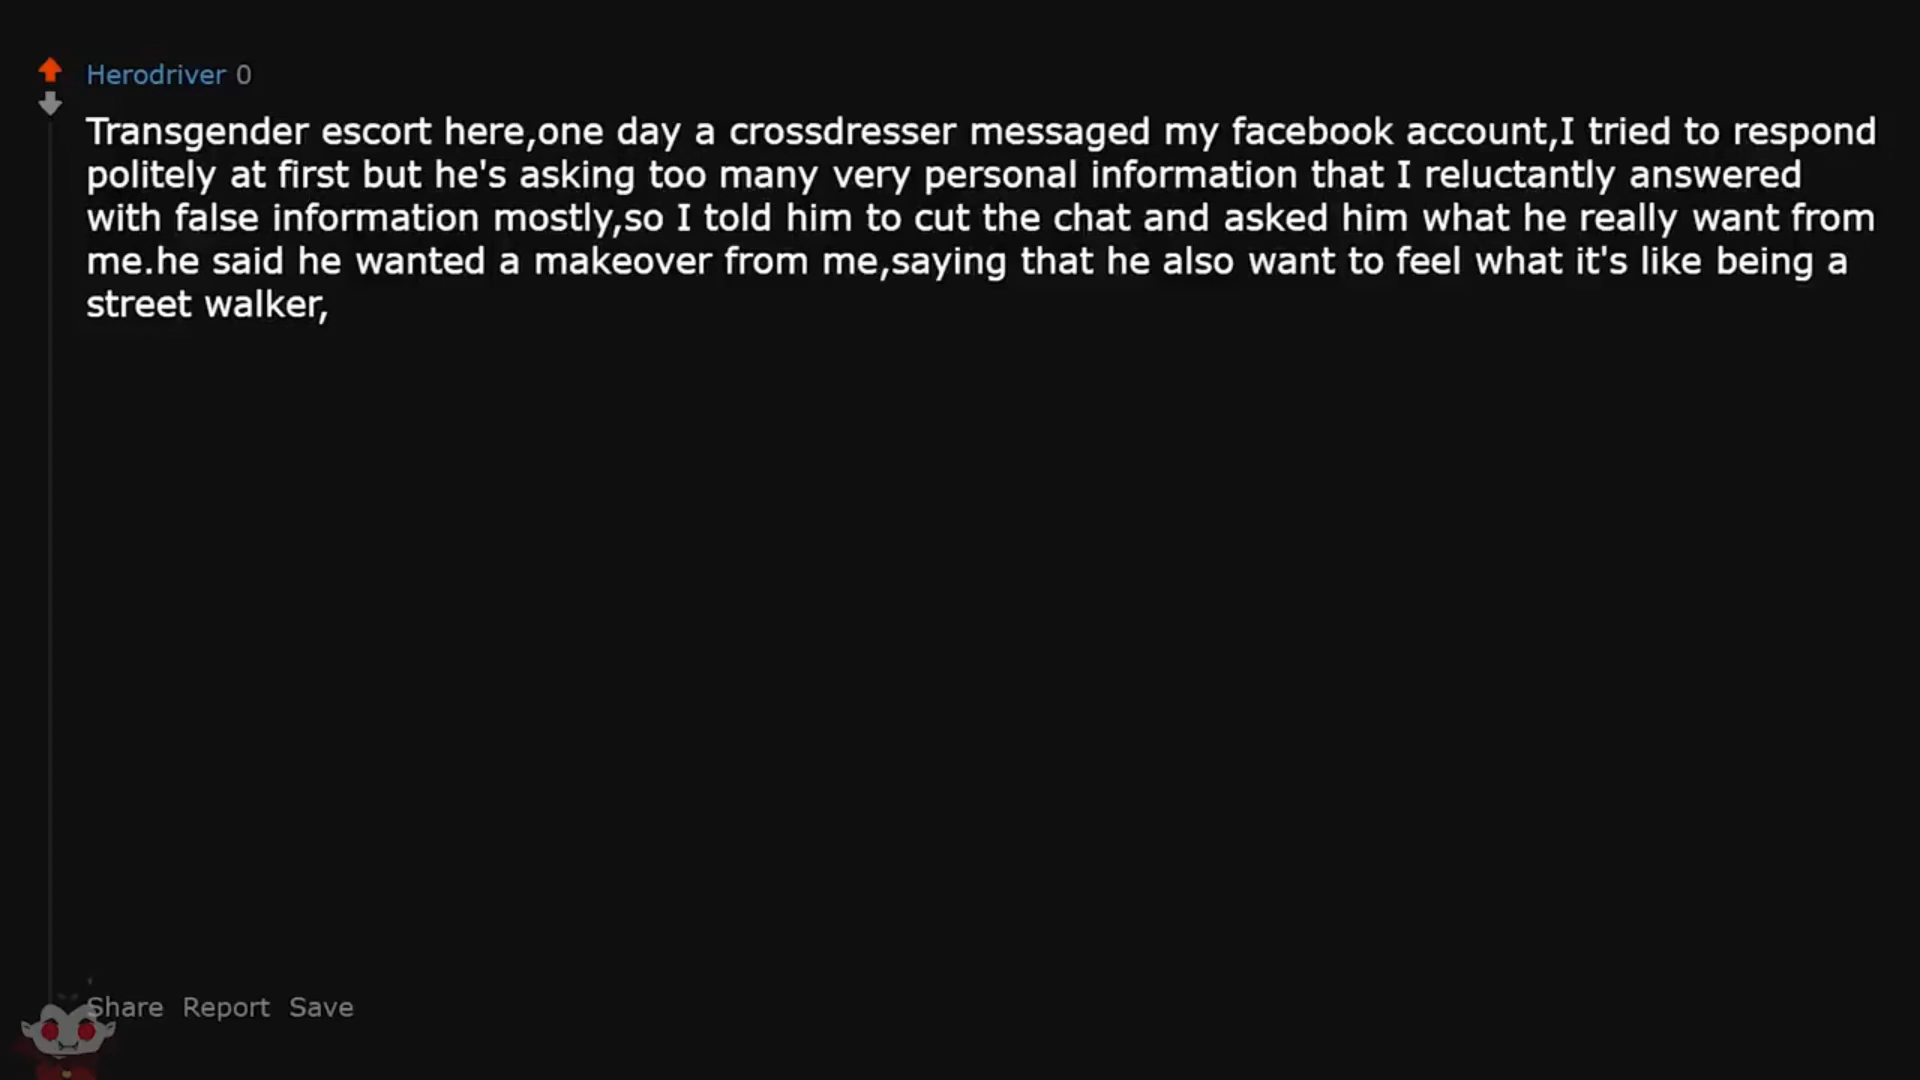 Herodriver 0
Transgender escort here,one day a crossdresser messaged my facebook account,I tried to respond
politely at first but he's asking too many very personal information that I reluctantly answered
with false information mostly,so I told him to cut the chat and asked him what he really want from
me.he said he wanted a makeover from me,saying that he also want to feel what it's like being a
street walker,
Share Report Save